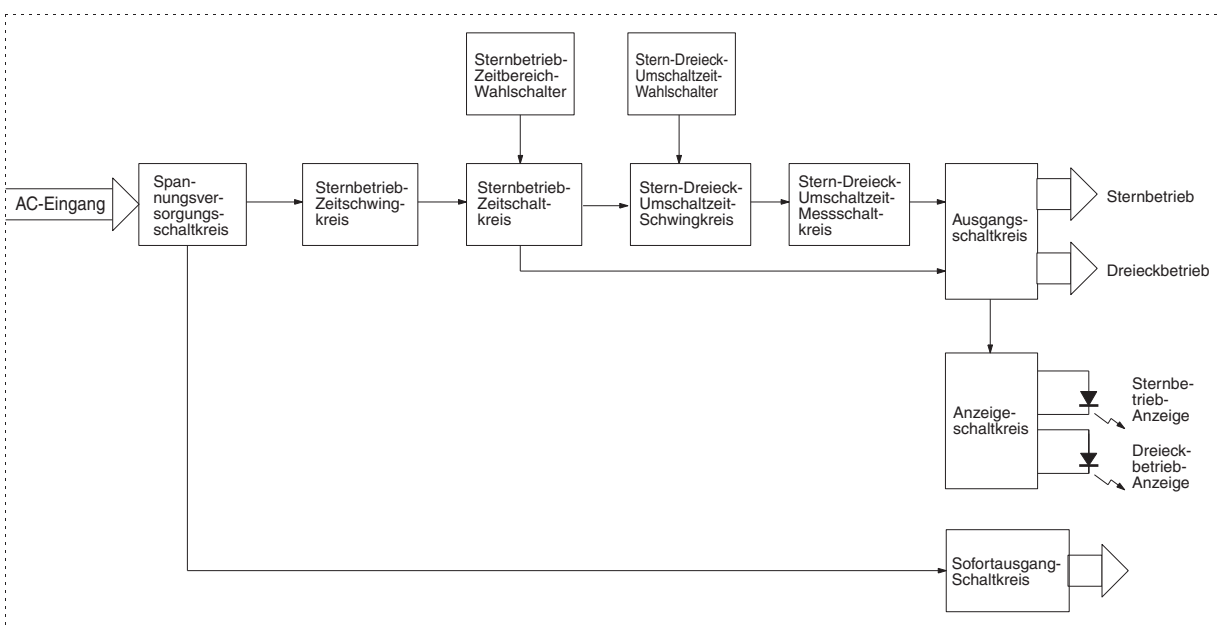 Sternbetrieb-
Zeitbereich-
Wahlschalter
Stern-Dreieck-
Umschaltzeit-
Wahlschalter
AC-Eingang
Span-
nungsver-
sorgungs-
schaltkreis
Sternbetrieb-
Zeitschwing-
kreis
Sternbetrieb-
Zeitschalt-
kreis
Stern-Dreieck-
Umschaltzeit-
Schwingkreis
Stern-Dreieck-
Umschaltzeit-
Messschalt-
kreis
Ausgangs-
schaltkreis
Sternbetrieb
Dreieckbetrieb
Anzeige-
schaltkreis
Sternbe-
trieb-
Anzeige
Dreieck-
betrieb-
Anzeige
Sofortausgang-
Schaltkreis